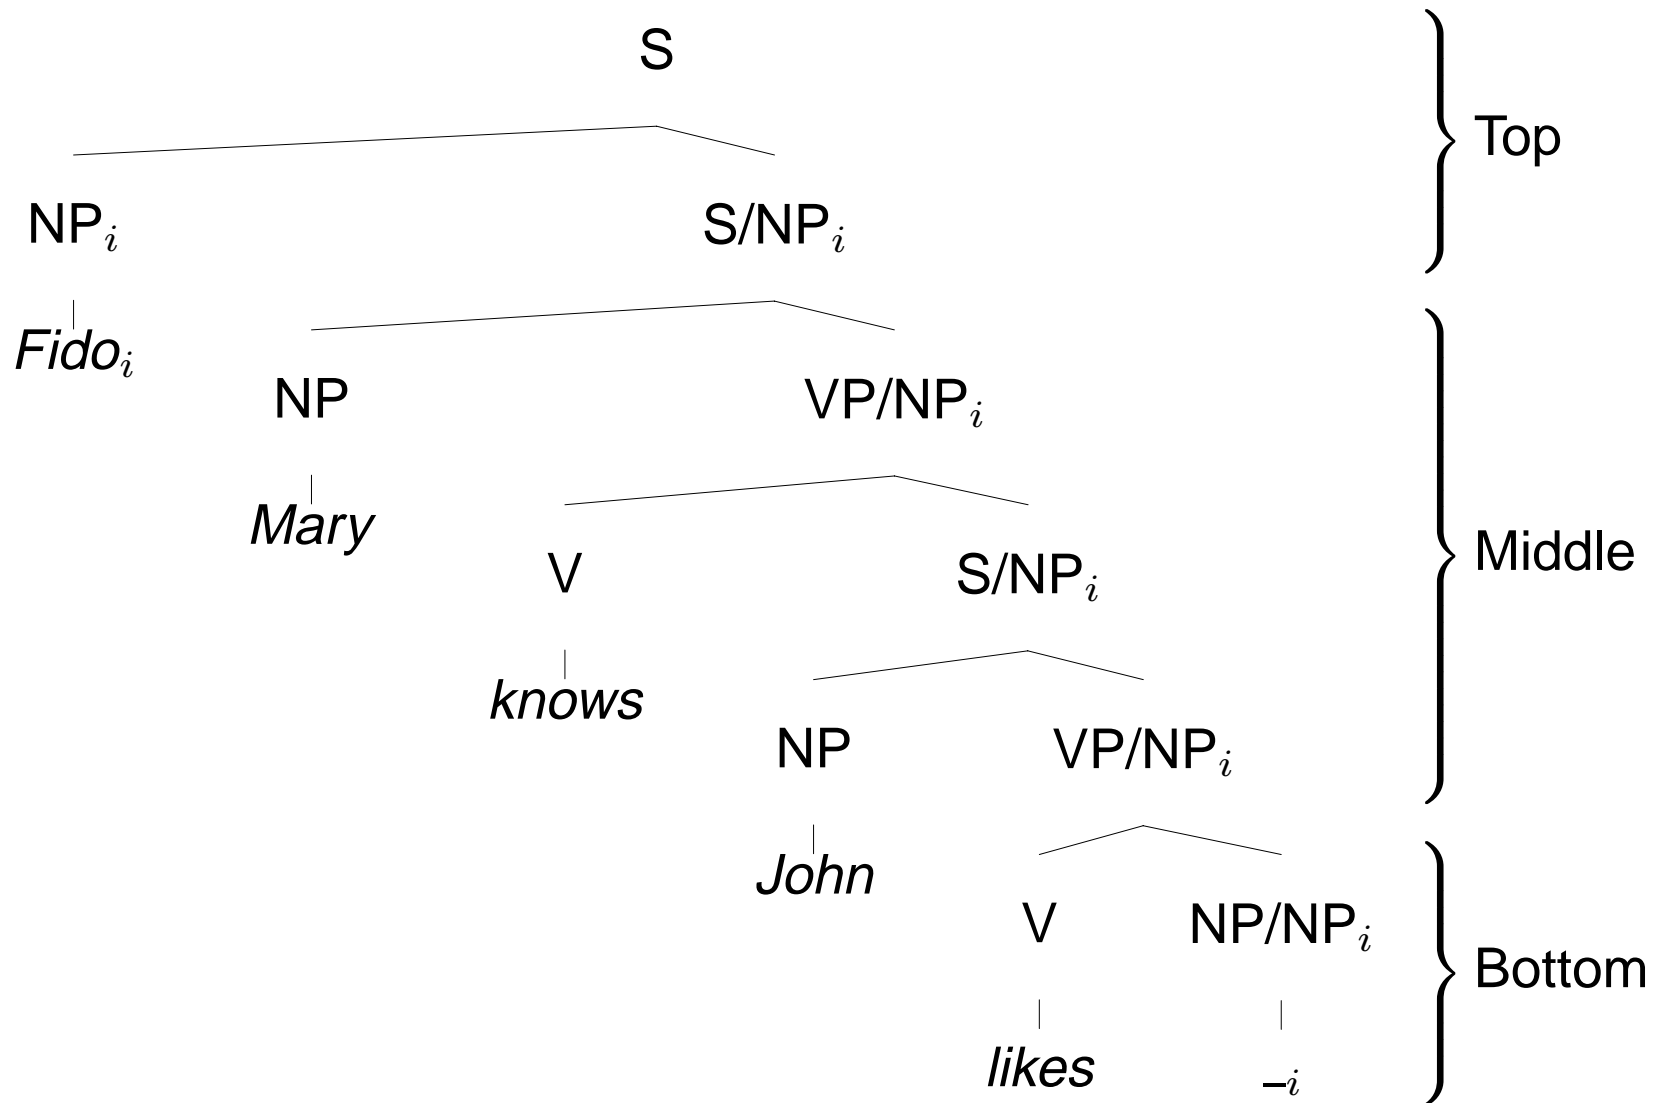 S
Top
NPᵢ S/NPᵢ
Fidoᵢ
NP VP/NPᵢ
Mary
V S/NPᵢ
Middle
knows
NP VP/NPᵢ
John
V NP/NPᵢ
Bottom
likes _ᵢ